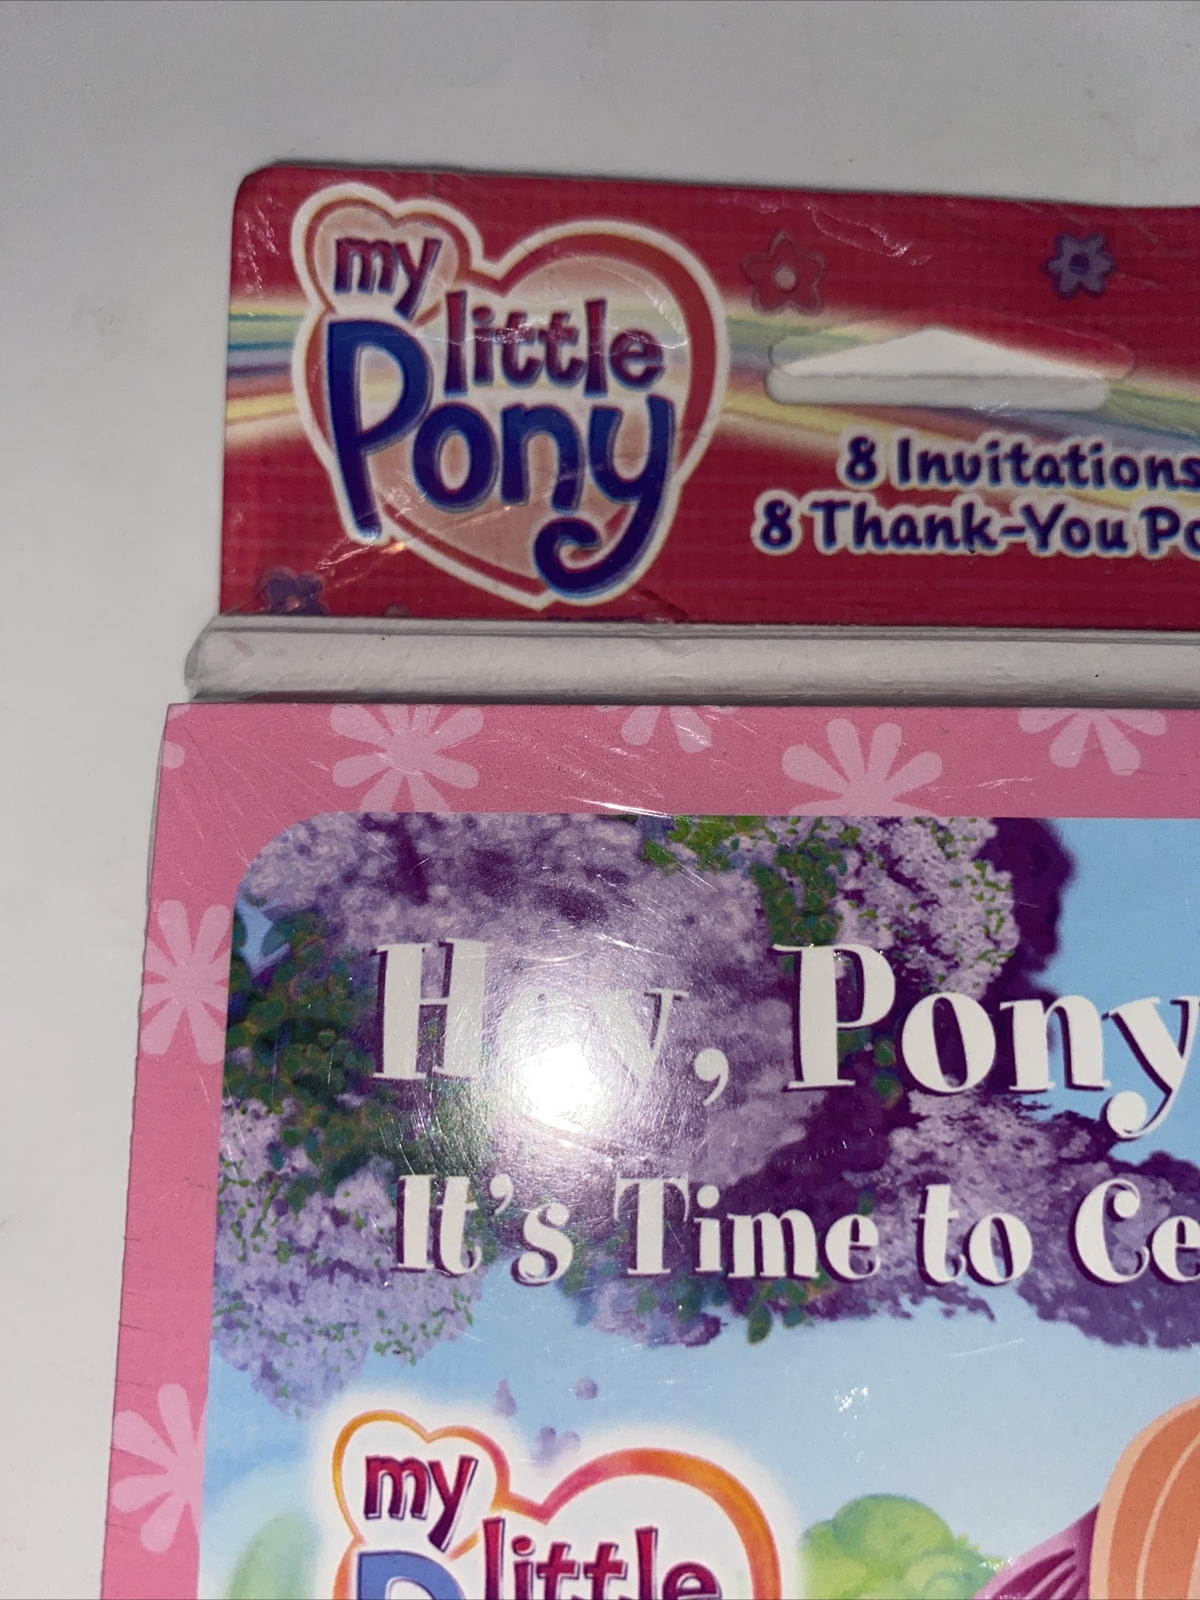 my
little
Pony
8 Invitations
8 Thank-You Po
Hey, Pony
It's Time to Ce
my
little